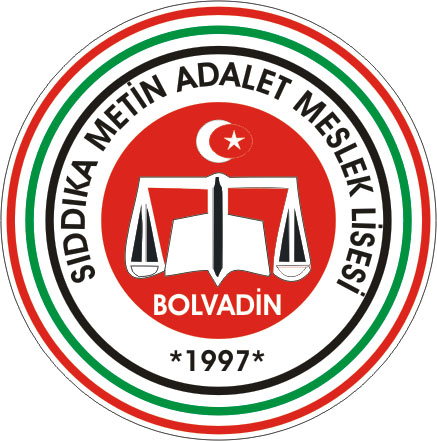 SIDDIKA METİN ADALET MESLEK LİSESİ
BOLVADİN
*1997*